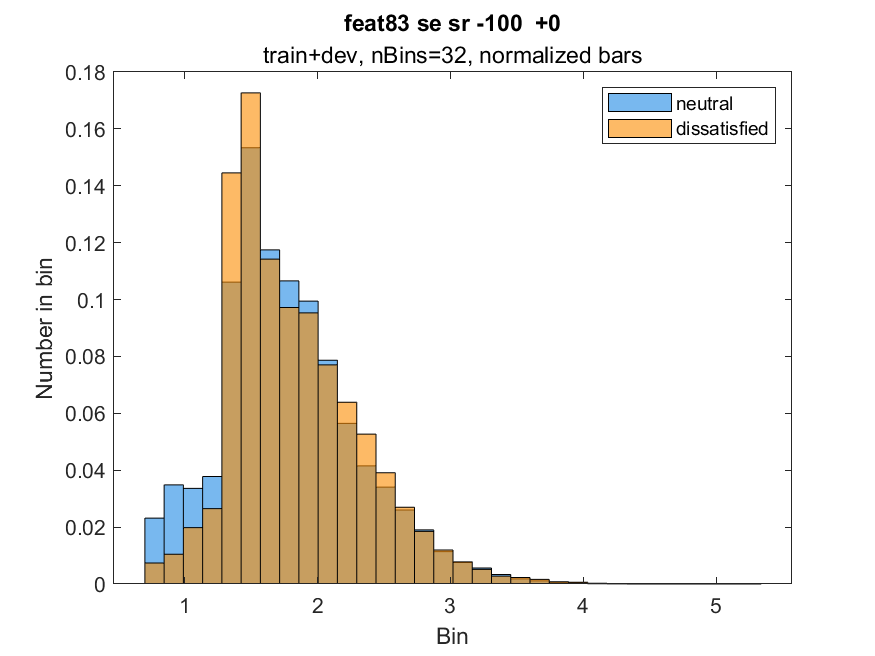 feat83 se sr -100  +0
train+dev, nBins=32, normalized bars
neutral
dissatisfied
0.18
0.16
0.14
0.12
0.1
0.08
0.06
0.04
0.02
0
Number in bin
1 2 3 4 5
Bin